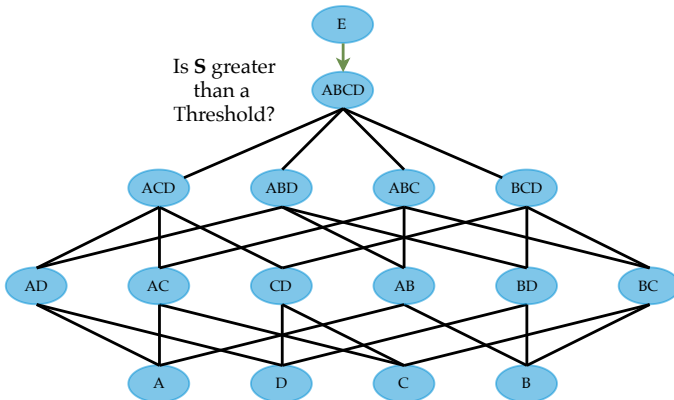 E
Is S greater
than a
Threshold?
ABCD
ACD ABD ABC BCD
AD AC CD AB BD BC
A D C B